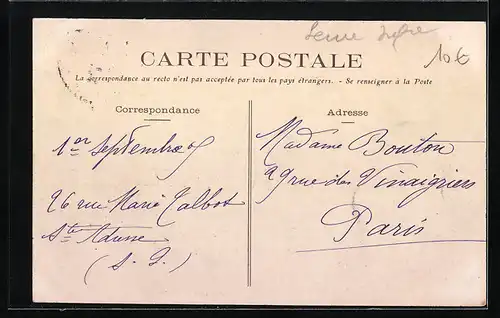 Seine Infre
10€
CARTE POSTALE
La correspondance au recto n'est pas acceptée par tous les pays étrangers. - Se renseigner à la Poste
Correspondance
Adresse
1er Septembre
Madame Bouton
9 rue des Vinaigriers
Paris
26 rue Marie Talbot
Ste Adresse
(S. I.)